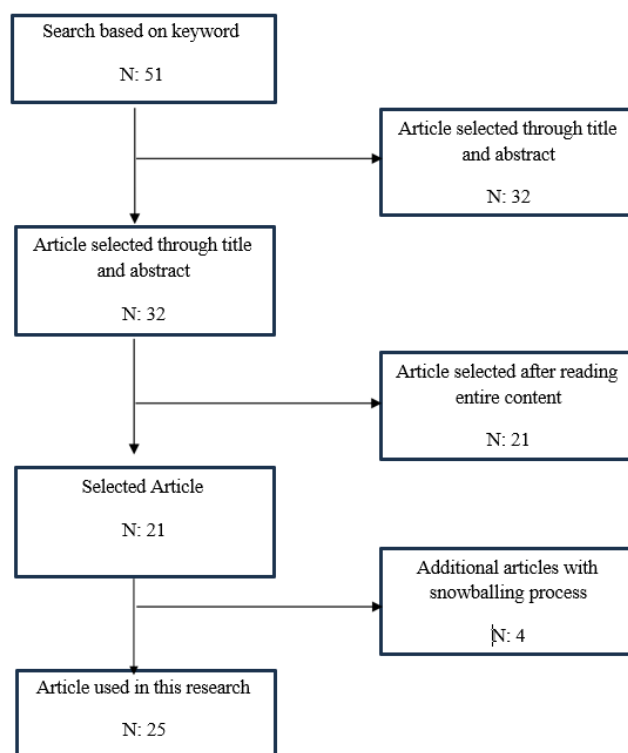 Search based on keyword
N: 51
Article selected through title
and abstract
N: 32
Article selected through title
and abstract
N: 32
Article selected after reading
entire content
N: 21
Selected Article
N: 21
Additional articles with
snowballing process
N: 4
Article used in this research
N: 25